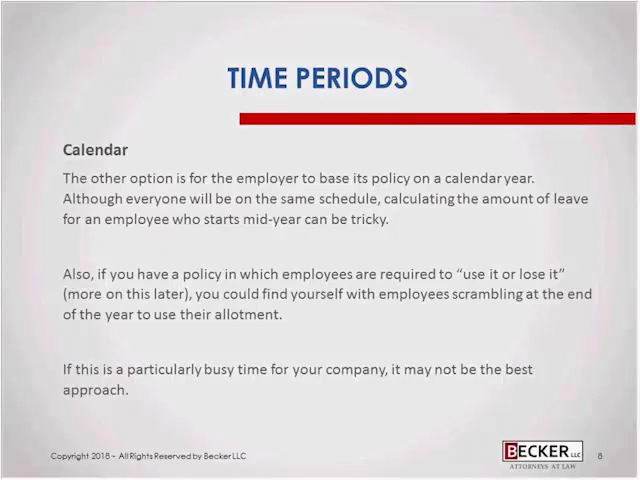 TIME PERIODS
Calendar
The other option is for the employer to base its policy on a calendar year.
Although everyone will be on the same schedule, calculating the amount of leave
for an employee who starts mid-year can be tricky.
Also, if you have a policy in which employees are required to “use it or lose it”
(more on this later), you could find yourself with employees scrambling at the end
of the year to use their allotment.
If this is a particularly busy time for your company, it may not be the best
approach.
Copyright 2018 – All Rights Reserved by Becker LLC
BECKER LLC
ATTORNEYS AT LAW
8